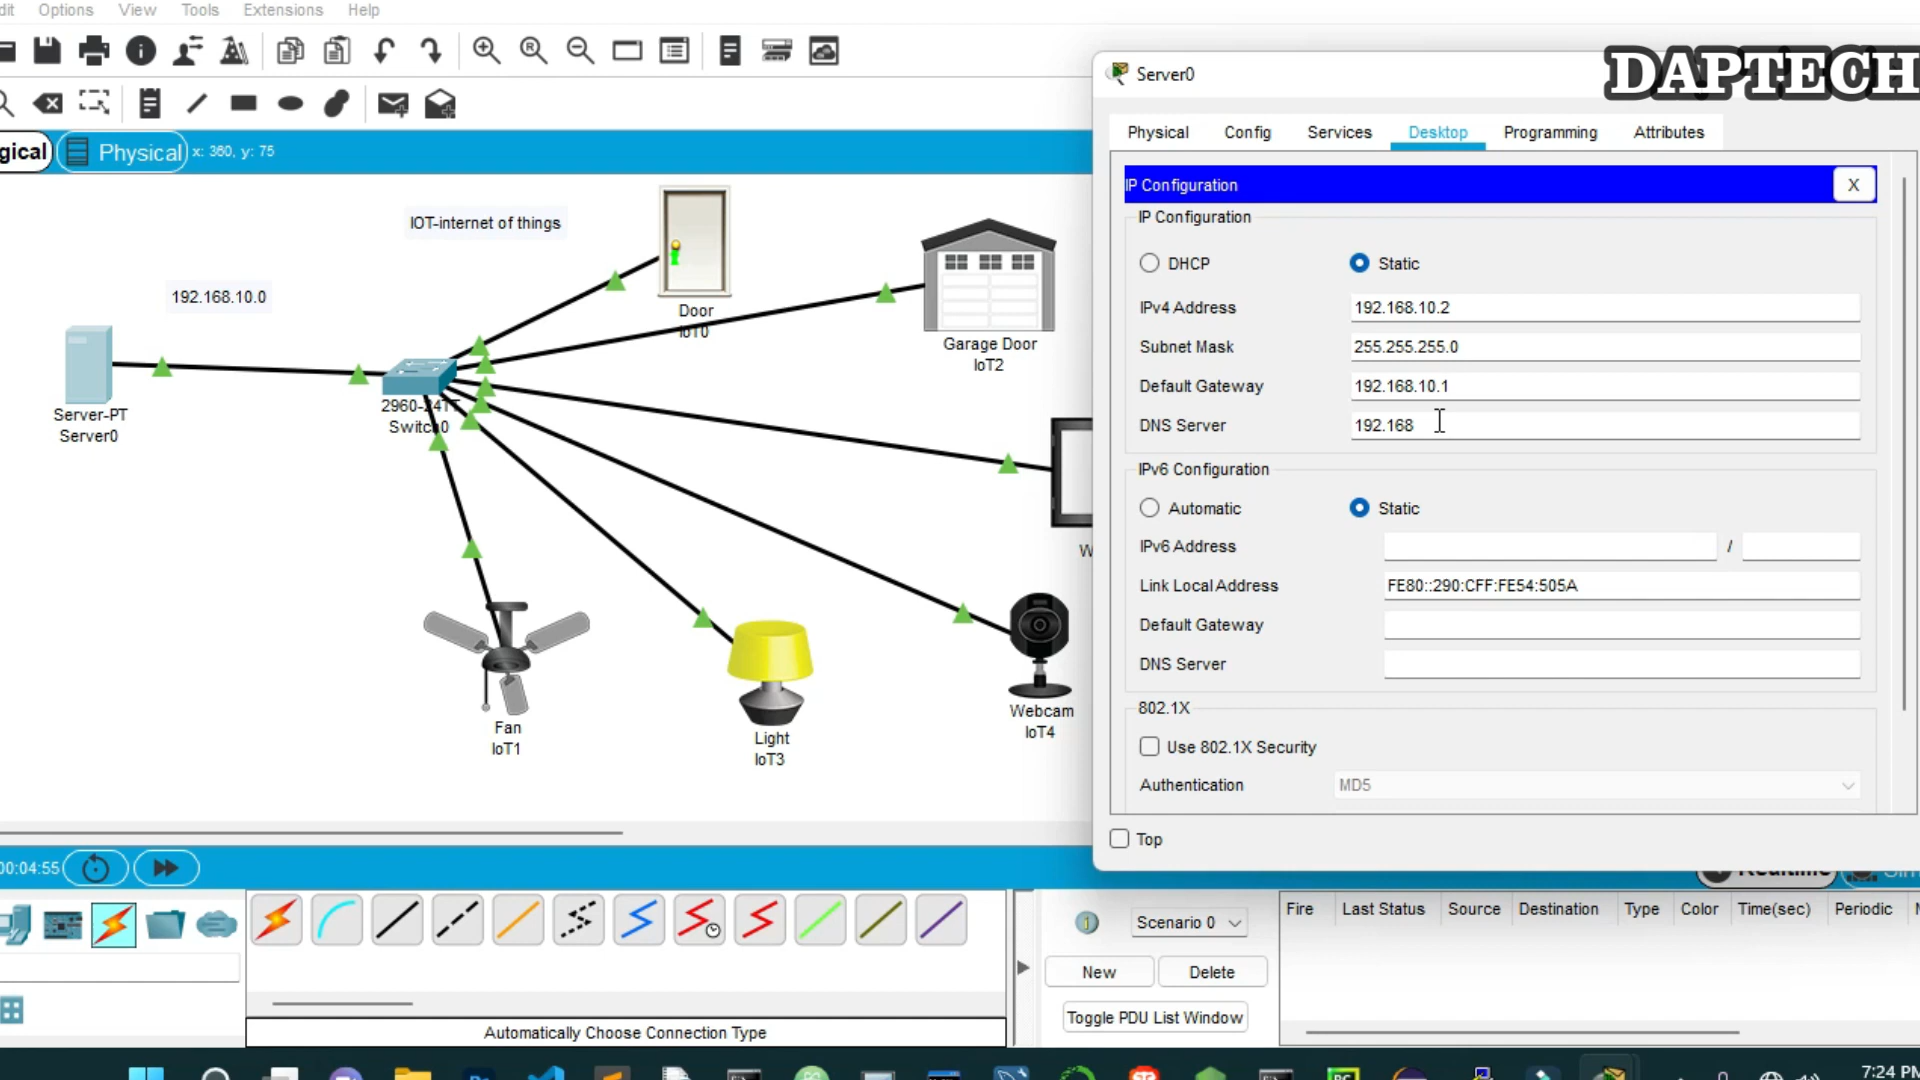 dit Options View Tools Extensions Help
DAPTECH
Server0
Physical Config Services Desktop Programming Attributes
gical Physical x: 360, y: 75
IP Configuration X
IP Configuration
DHCP Static
IPv4 Address 192.168.10.2
Subnet Mask 255.255.255.0
Default Gateway 192.168.10.1
DNS Server 192.168
IPv6 Configuration
Automatic Static
IPv6 Address /
Link Local Address FE80::290:CFF:FE54:505A
Default Gateway
DNS Server
802.1X
Use 802.1X Security
Authentication MD5
Top
IOT-internet of things
192.168.10.0
Door
IoT0
Garage Door
IoT2
Server-PT
Server0
2960-24TT
Switch0
W
Fan
IoT1
Light
IoT3
Webcam
IoT4
00:04:55
Realtime
Scenario 0
New Delete
Toggle PDU List Window
Fire Last Status Source Destination Type Color Time(sec) Periodic
Automatically Choose Connection Type
7:24 PM